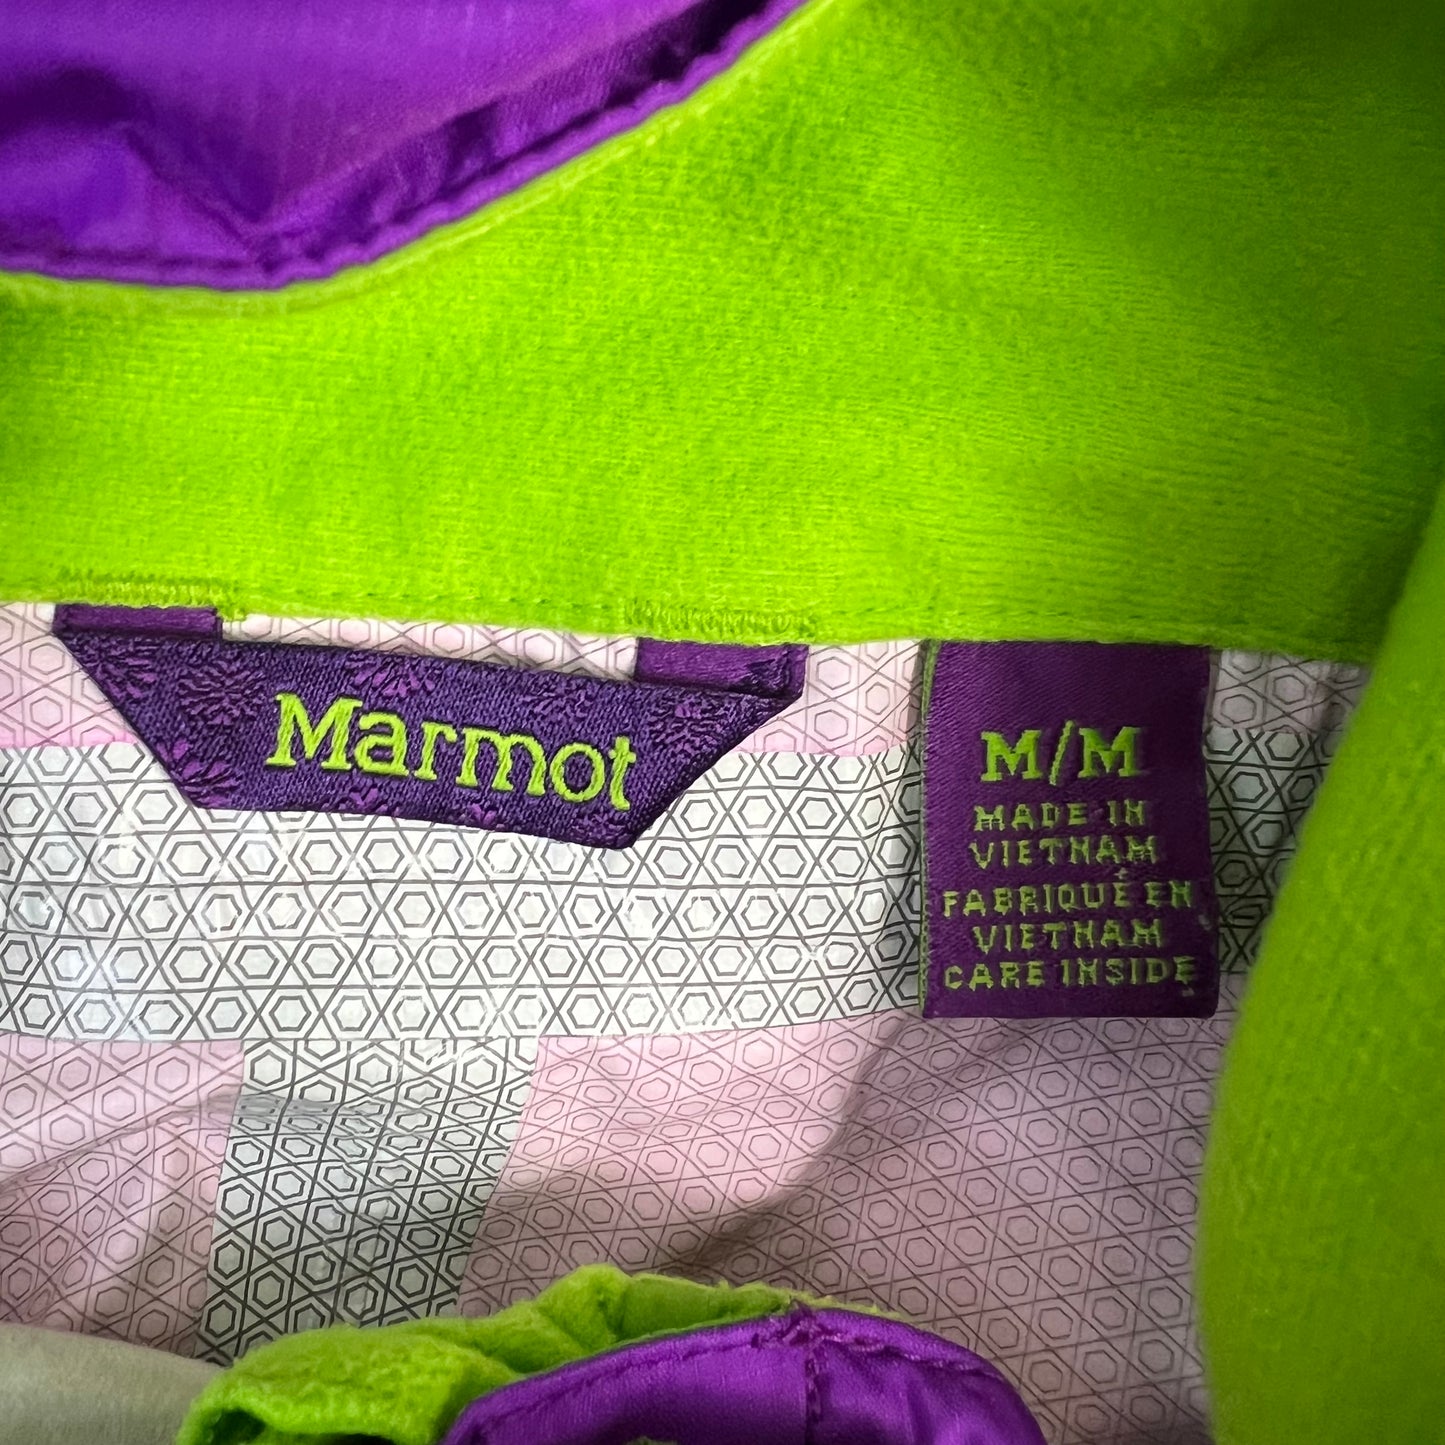 Marmot
M/M
MADE IN
VIETNAM
FABRIQUÉ EN
VIETNAM
CARE INSIDE